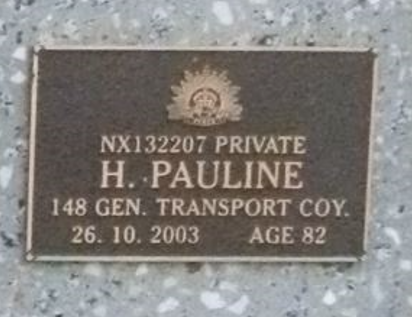 NX132207 PRIVATE
H. PAULINE
148 GEN. TRANSPORT COY.
26. 10. 2003 AGE 82